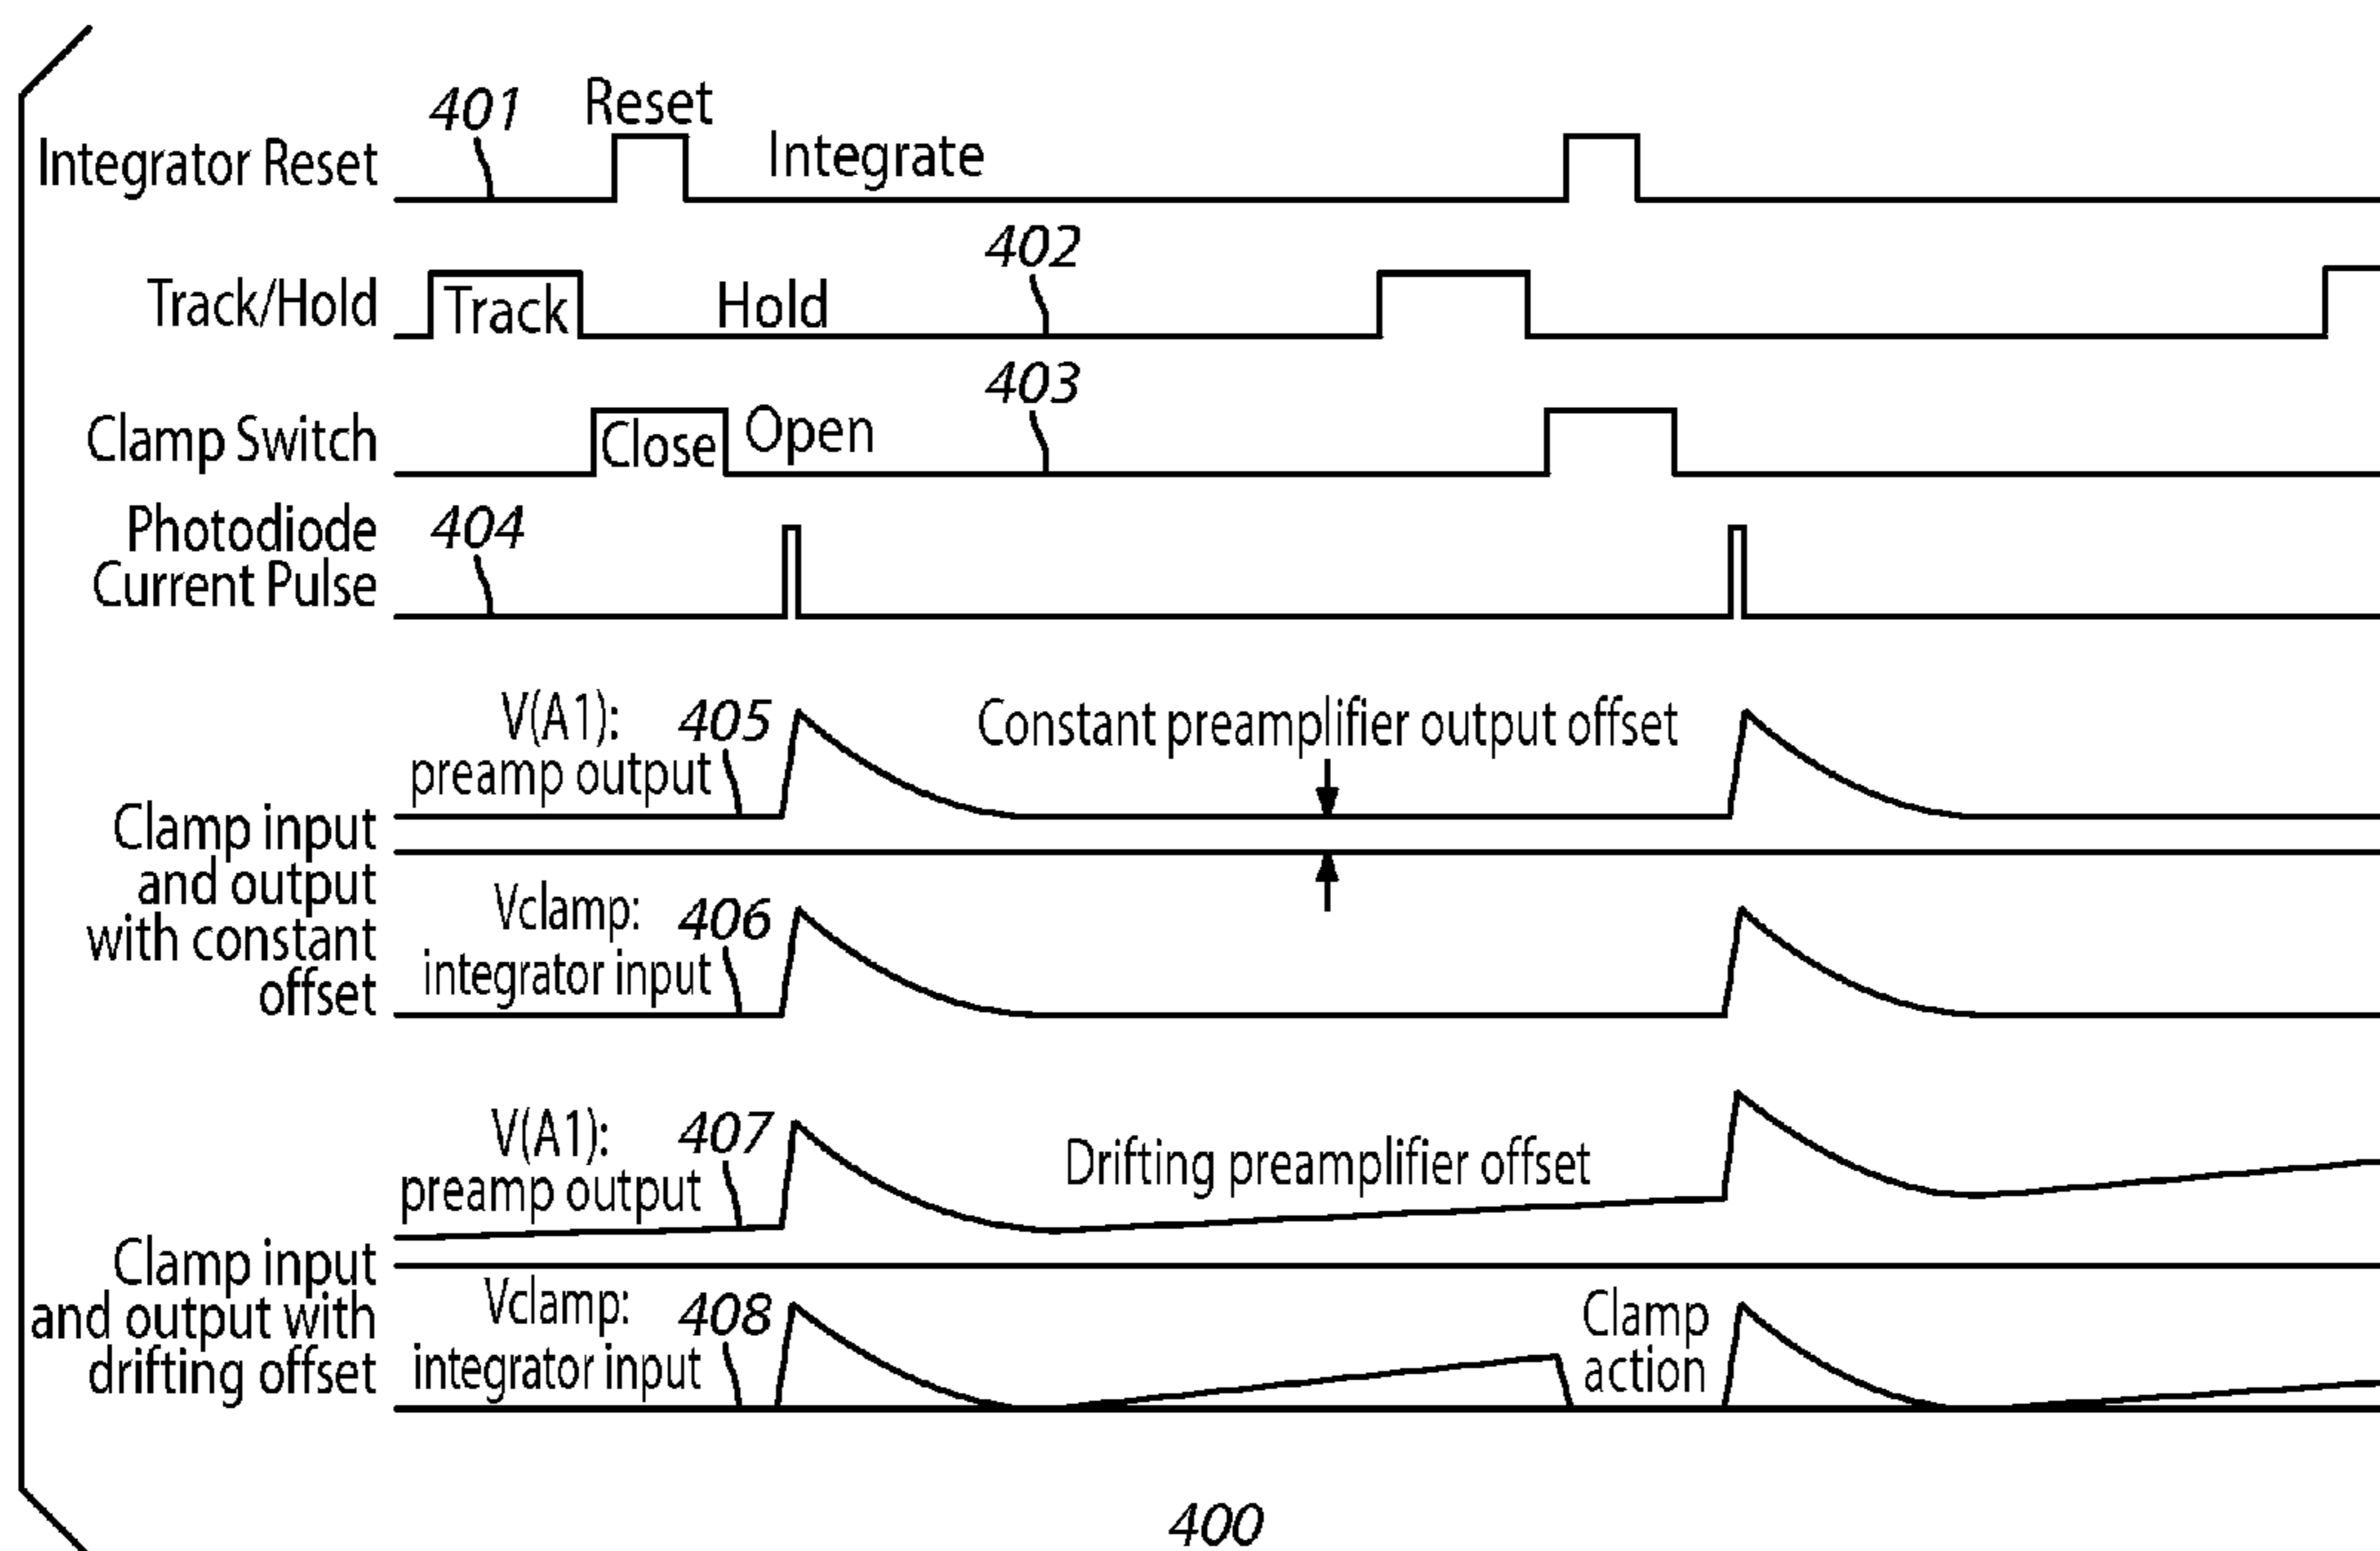 401
Reset
Integrator Reset
Integrate
402
Track/Hold
Track
Hold
403
Clamp Switch
Close
Open
Photodiode
Current Pulse
404
V(A1):
preamp output
405
Constant preamplifier output offset
Clamp input
and output
with constant
offset
Vclamp:
integrator input
406
V(A1):
preamp output
407
Drifting preamplifier offset
Clamp input
and output with
drifting offset
Vclamp:
integrator input
408
Clamp
action
400